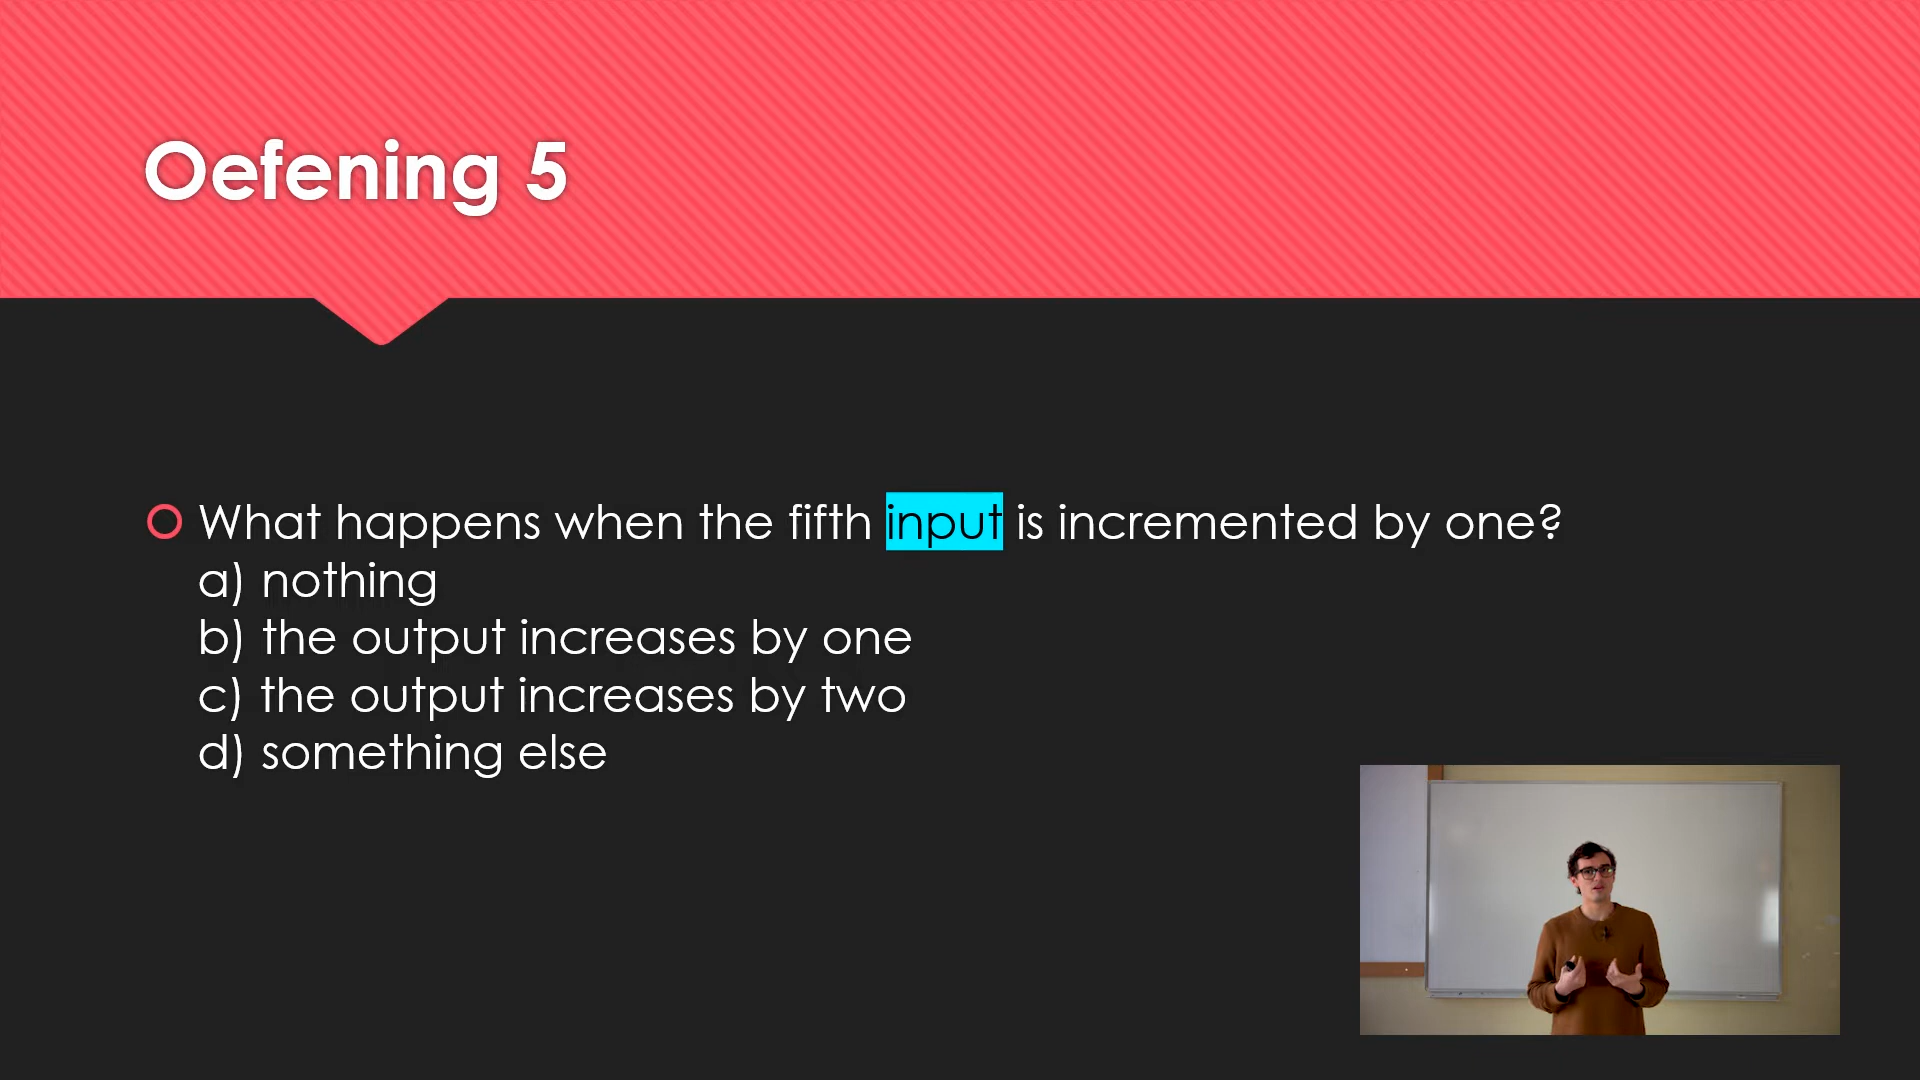 Oefening 5
What happens when the fifth input is incremented by one?
a) nothing
b) the output increases by one
c) the output increases by two
d) something else